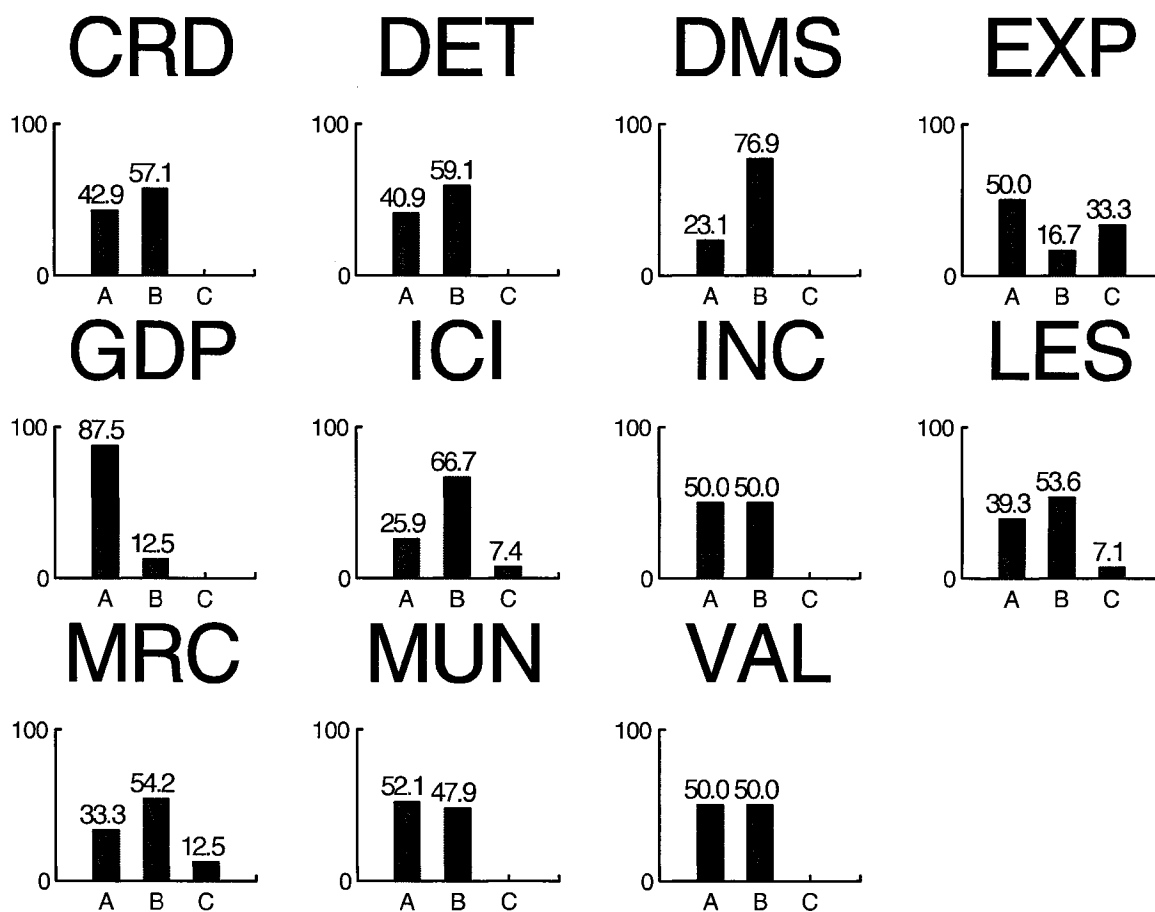 CRD DET DMS EXP
100 100 100 100
42.9 57.1 40.9 59.1 23.1 76.9 50.0 16.7 33.3
0 0 0 0
A B C A B C A B C A B C
GDP ICI INC LES
100 100 100 100
87.5 12.5 25.9 66.7 7.4 50.0 50.0 39.3 53.6 7.1
0 0 0 0
A B C A B C A B C A B C
MRC MUN VAL
100 100 100
33.3 54.2 12.5 52.1 47.9 50.0 50.0
0 0 0
A B C A B C A B C